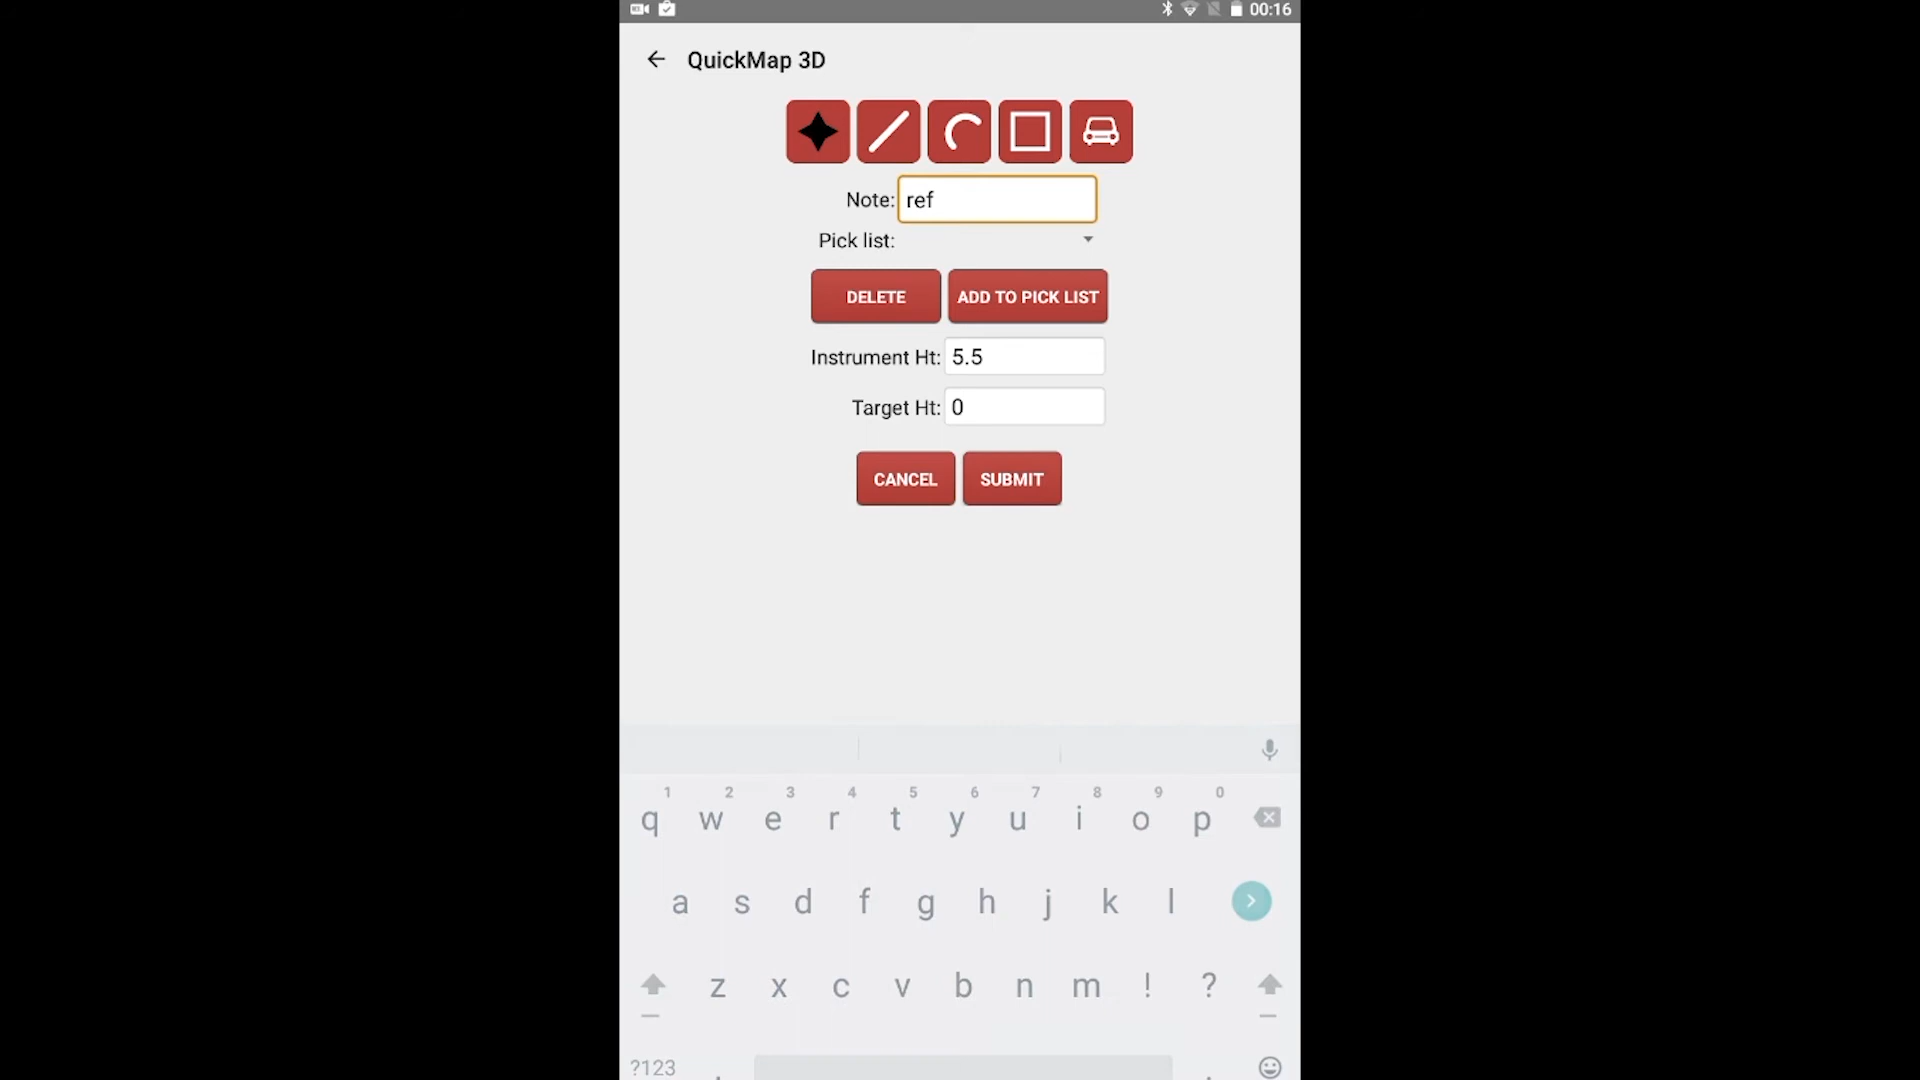 00:16
QuickMap 3D
Note: ref
Pick list:
DELETE ADD TO PICK LIST
Instrument Ht: 5.5
Target Ht: 0
CANCEL SUBMIT
1 2 3 4 5 6 7 8 9 0
q w e r t y u i o p
a s d f g h j k l
z x c v b n m ! ?
?123